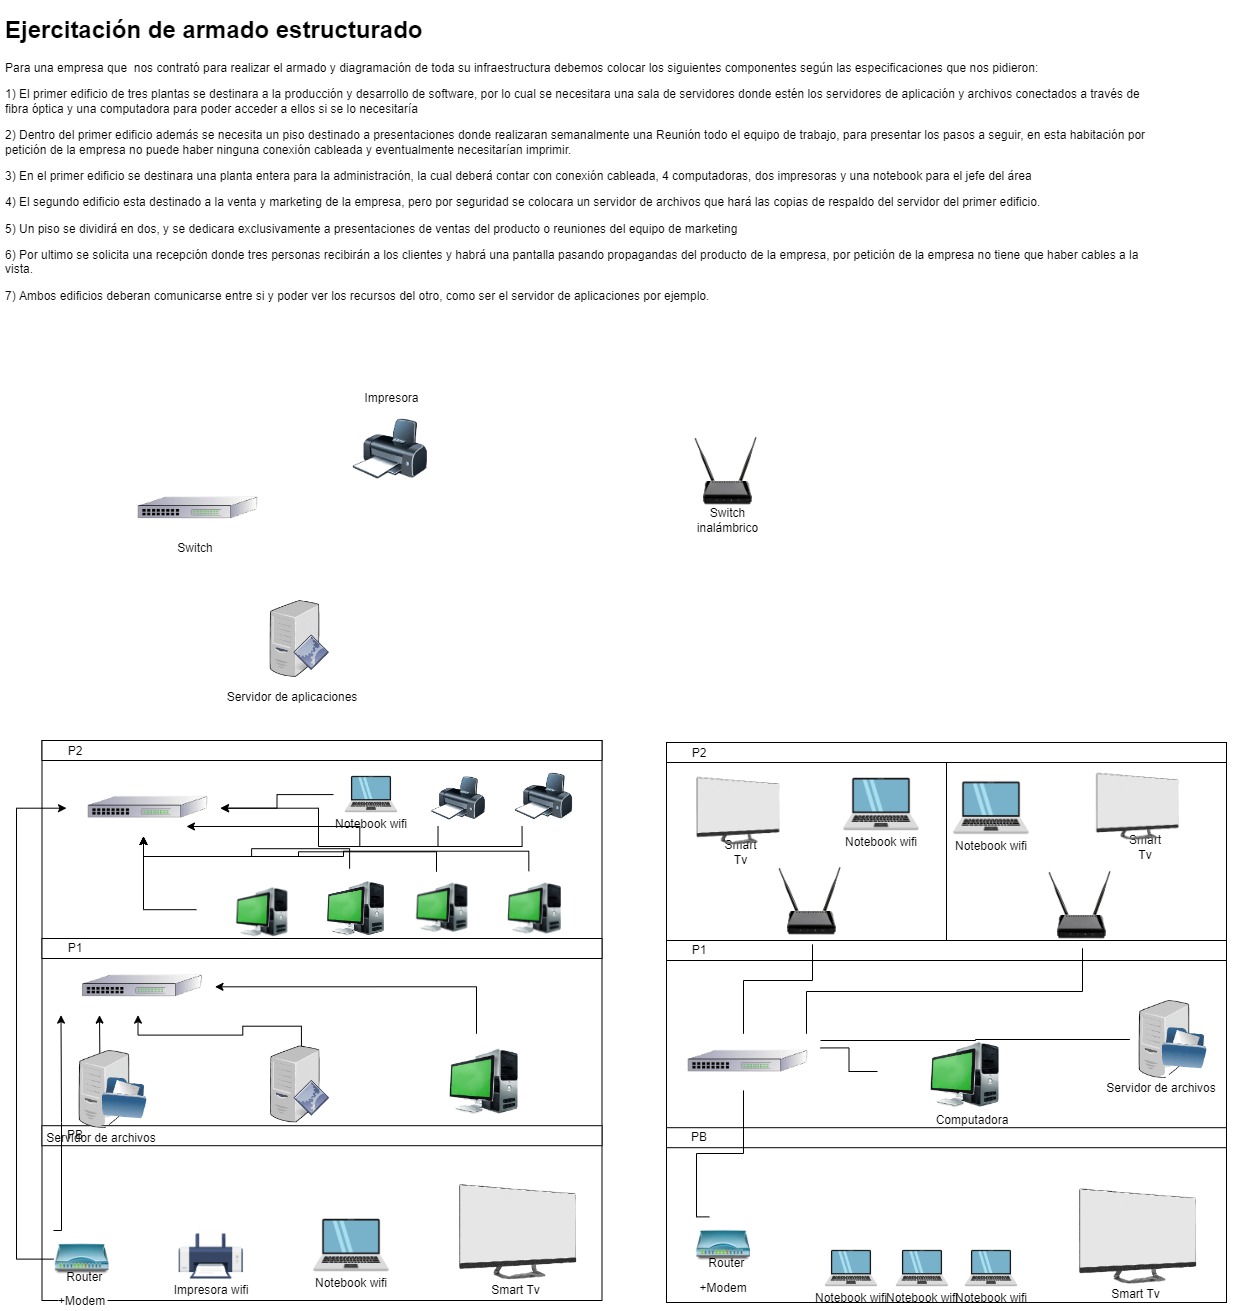 Ejercitación de armado estructurado
Para una empresa que  nos contrató para realizar el armado y diagramación de toda su infraestructura debemos colocar los siguientes componentes según las especificaciones que nos pidieron:
1) El primer edificio de tres plantas se destinara a la producción y desarrollo de software, por lo cual se necesitara una sala de servidores donde estén los servidores de aplicación y archivos conectados a través de
fibra óptica y una computadora para poder acceder a ellos si se lo necesitaría
2) Dentro del primer edificio además se necesita un piso destinado a presentaciones donde realizaran semanalmente una Reunión todo el equipo de trabajo, para presentar los pasos a seguir, en esta habitación por
petición de la empresa no puede haber ninguna conexión cableada y eventualmente necesitarían imprimir.
3) En el primer edificio se destinara una planta entera para la administración, la cual deberá contar con conexión cableada, 4 computadoras, dos impresoras y una notebook para el jefe del área
4) El segundo edificio esta destinado a la venta y marketing de la empresa, pero por seguridad se colocara un servidor de archivos que hará las copias de respaldo del servidor del primer edificio.
5) Un piso se dividirá en dos, y se dedicara exclusivamente a presentaciones de ventas del producto o reuniones del equipo de marketing
6) Por ultimo se solicita una recepción donde tres personas recibirán a los clientes y habrá una pantalla pasando propagandas del producto de la empresa, por petición de la empresa no tiene que haber cables a la
vista.
7) Ambos edificios deberan comunicarse entre si y poder ver los recursos del otro, como ser el servidor de aplicaciones por ejemplo.
Impresora
Switch
inalámbrico
Switch
Servidor de aplicaciones
P2
Notebook wifi
P1
Servidor de archivos
PB
Router
+Modem
Impresora wifi
Notebook wifi
Smart Tv
P2
Smart
Tv
Notebook wifi
Notebook wifi
Smart
Tv
P1
Computadora
Servidor de archivos
PB
Router
+Modem
Notebook wifi
Notebook wifi
Notebook wifi
Smart Tv